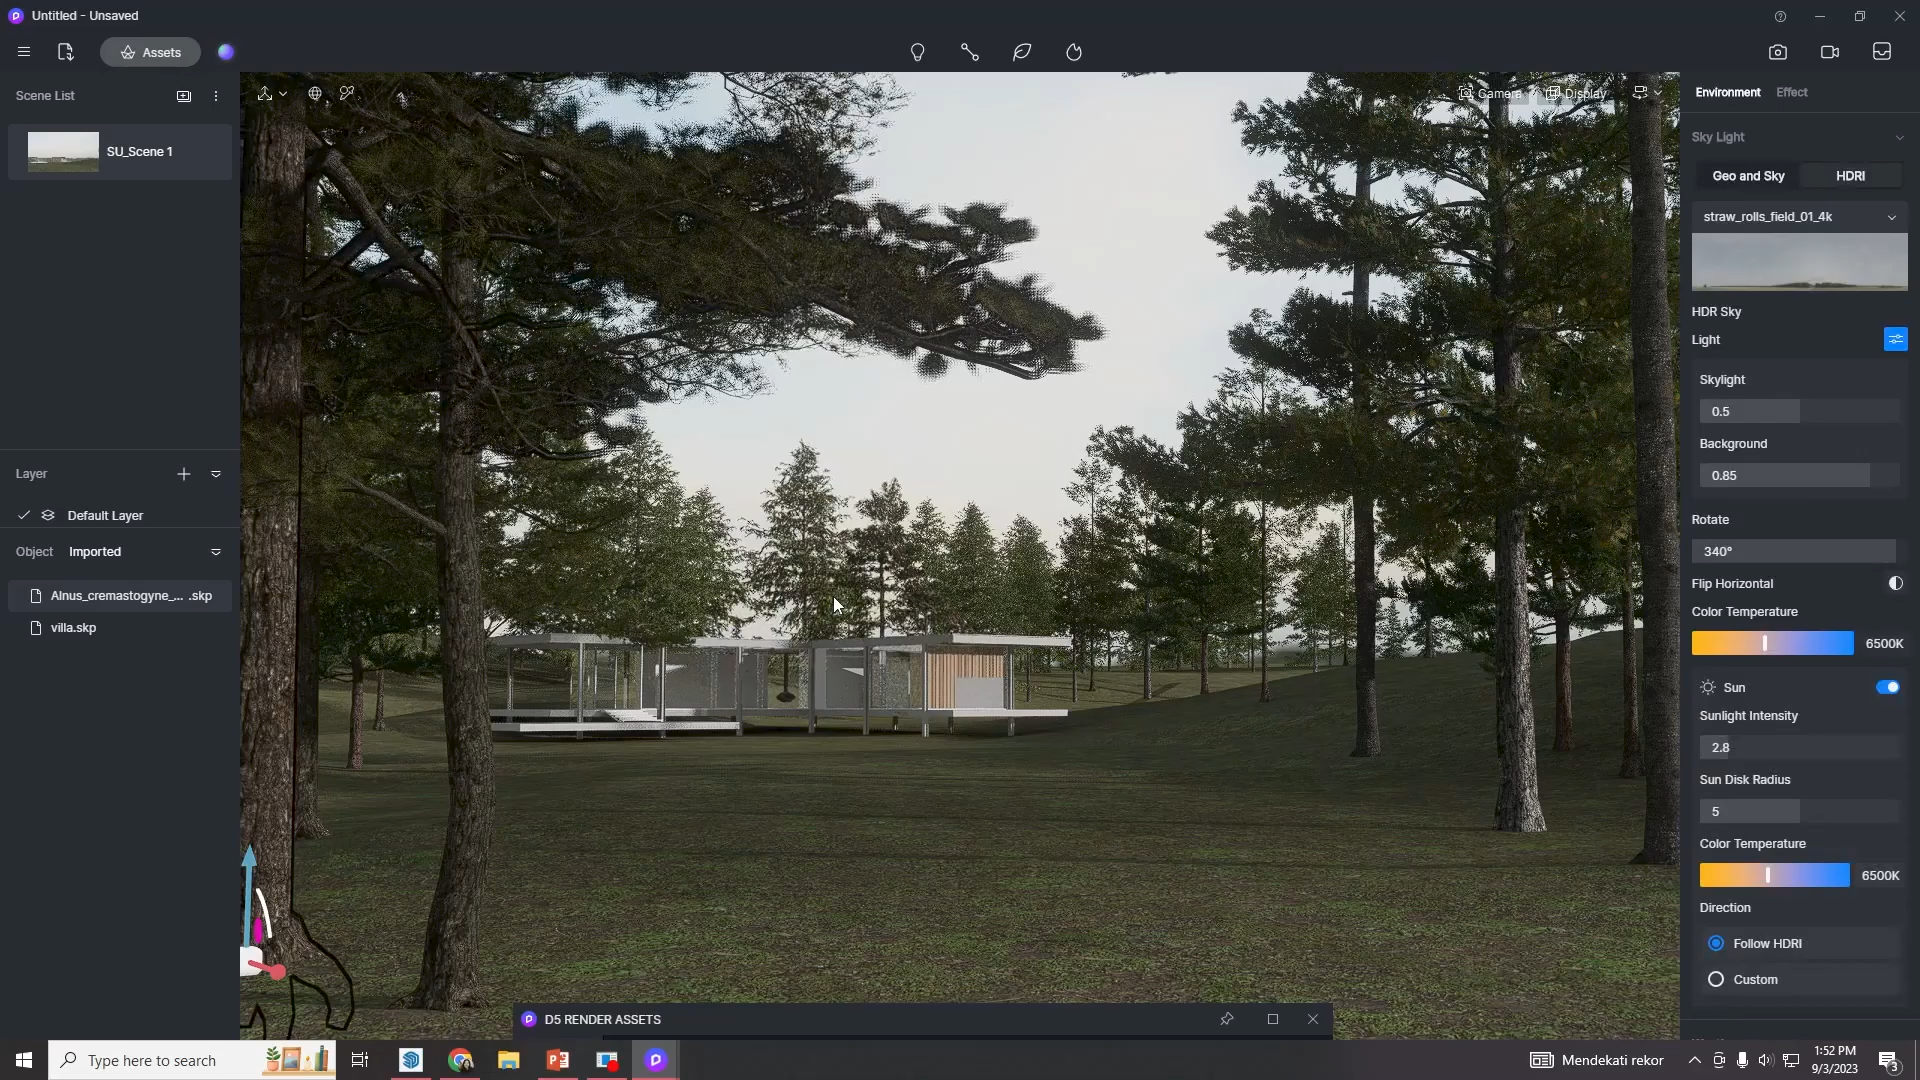 Untitled - Unsaved
Assets
Scene List
SU_Scene 1
Layer
Default Layer
Object Imported
Alnus_cremastogyne_... .skp
villa.skp
Camera Display
Environment Effect
Sky Light
Geo and Sky HDRI
straw_rolls_field_01_4k
HDR Sky
Light
Skylight
0.5
Background
0.85
Rotate
340°
Flip Horizontal
Color Temperature
6500K
Sun
Sunlight Intensity
2.8
Sun Disk Radius
5
Color Temperature
6500K
Direction
Follow HDRI
Custom
D5 RENDER ASSETS
Type here to search
Mendekati rekor
1:52 PM
9/3/2023
3